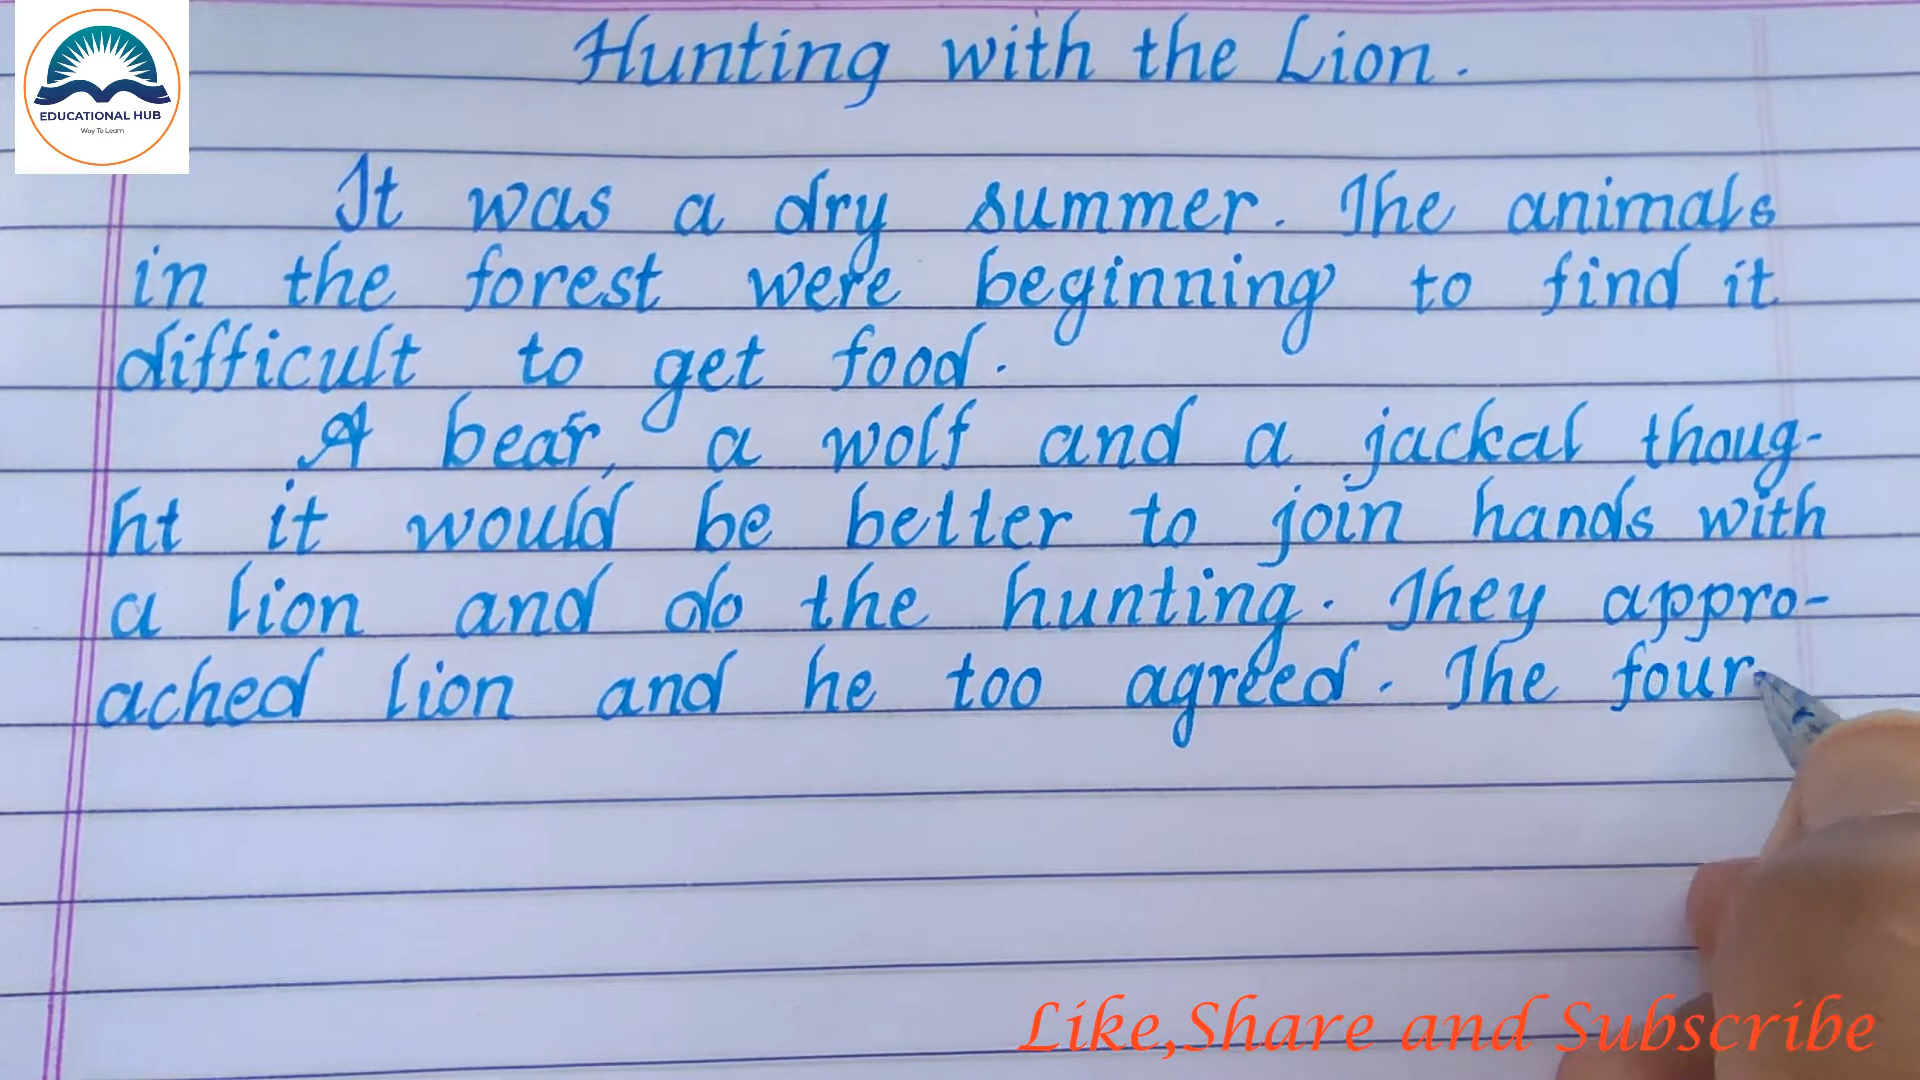 EDUCATIONAL HUB
Way To Learn
Hunting with the Lion.
It was a dry summer. The animals
in the forest were beginning to find it
difficult to get food.
A bear, a wolf and a jackal thoug-
ht it would be better to join hands with
a lion and do the hunting. They appro-
ached lion and he too agreed. The four
Like,Share and Subscribe